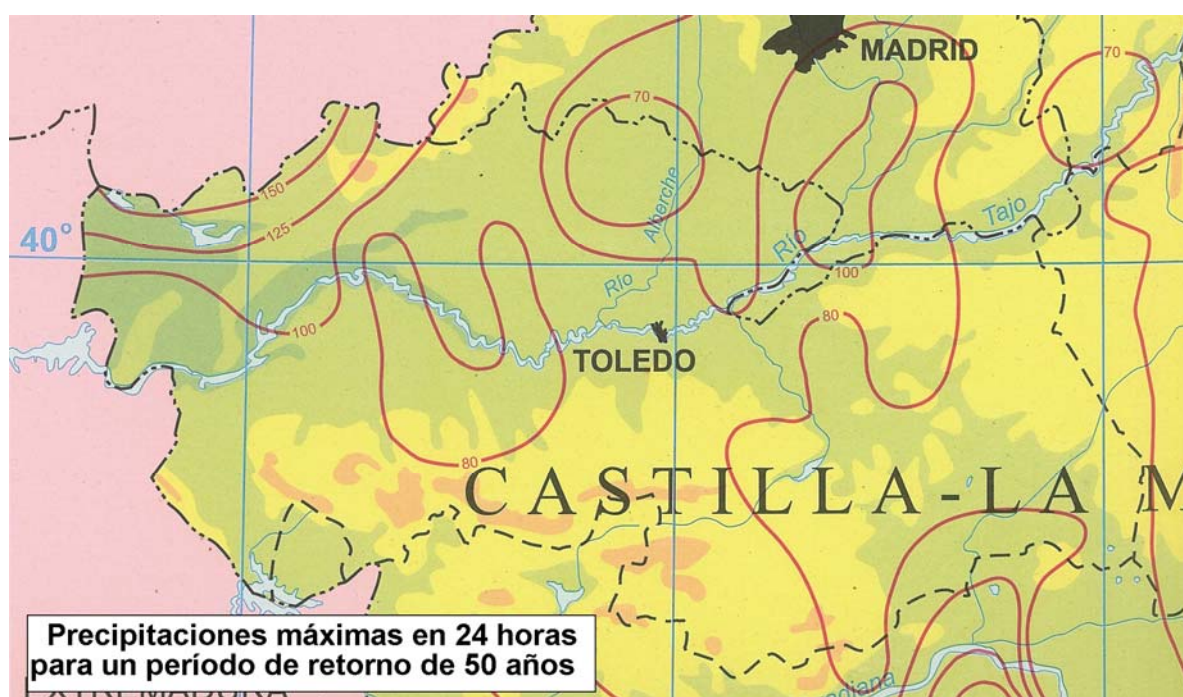 MADRID
70
70
150
Alberche
125
Tajo
40°
Río
100
100
Río
80
TOLEDO
80
CASTILLA-LA M
Precipitaciones máximas en 24 horas
para un período de retorno de 50 años